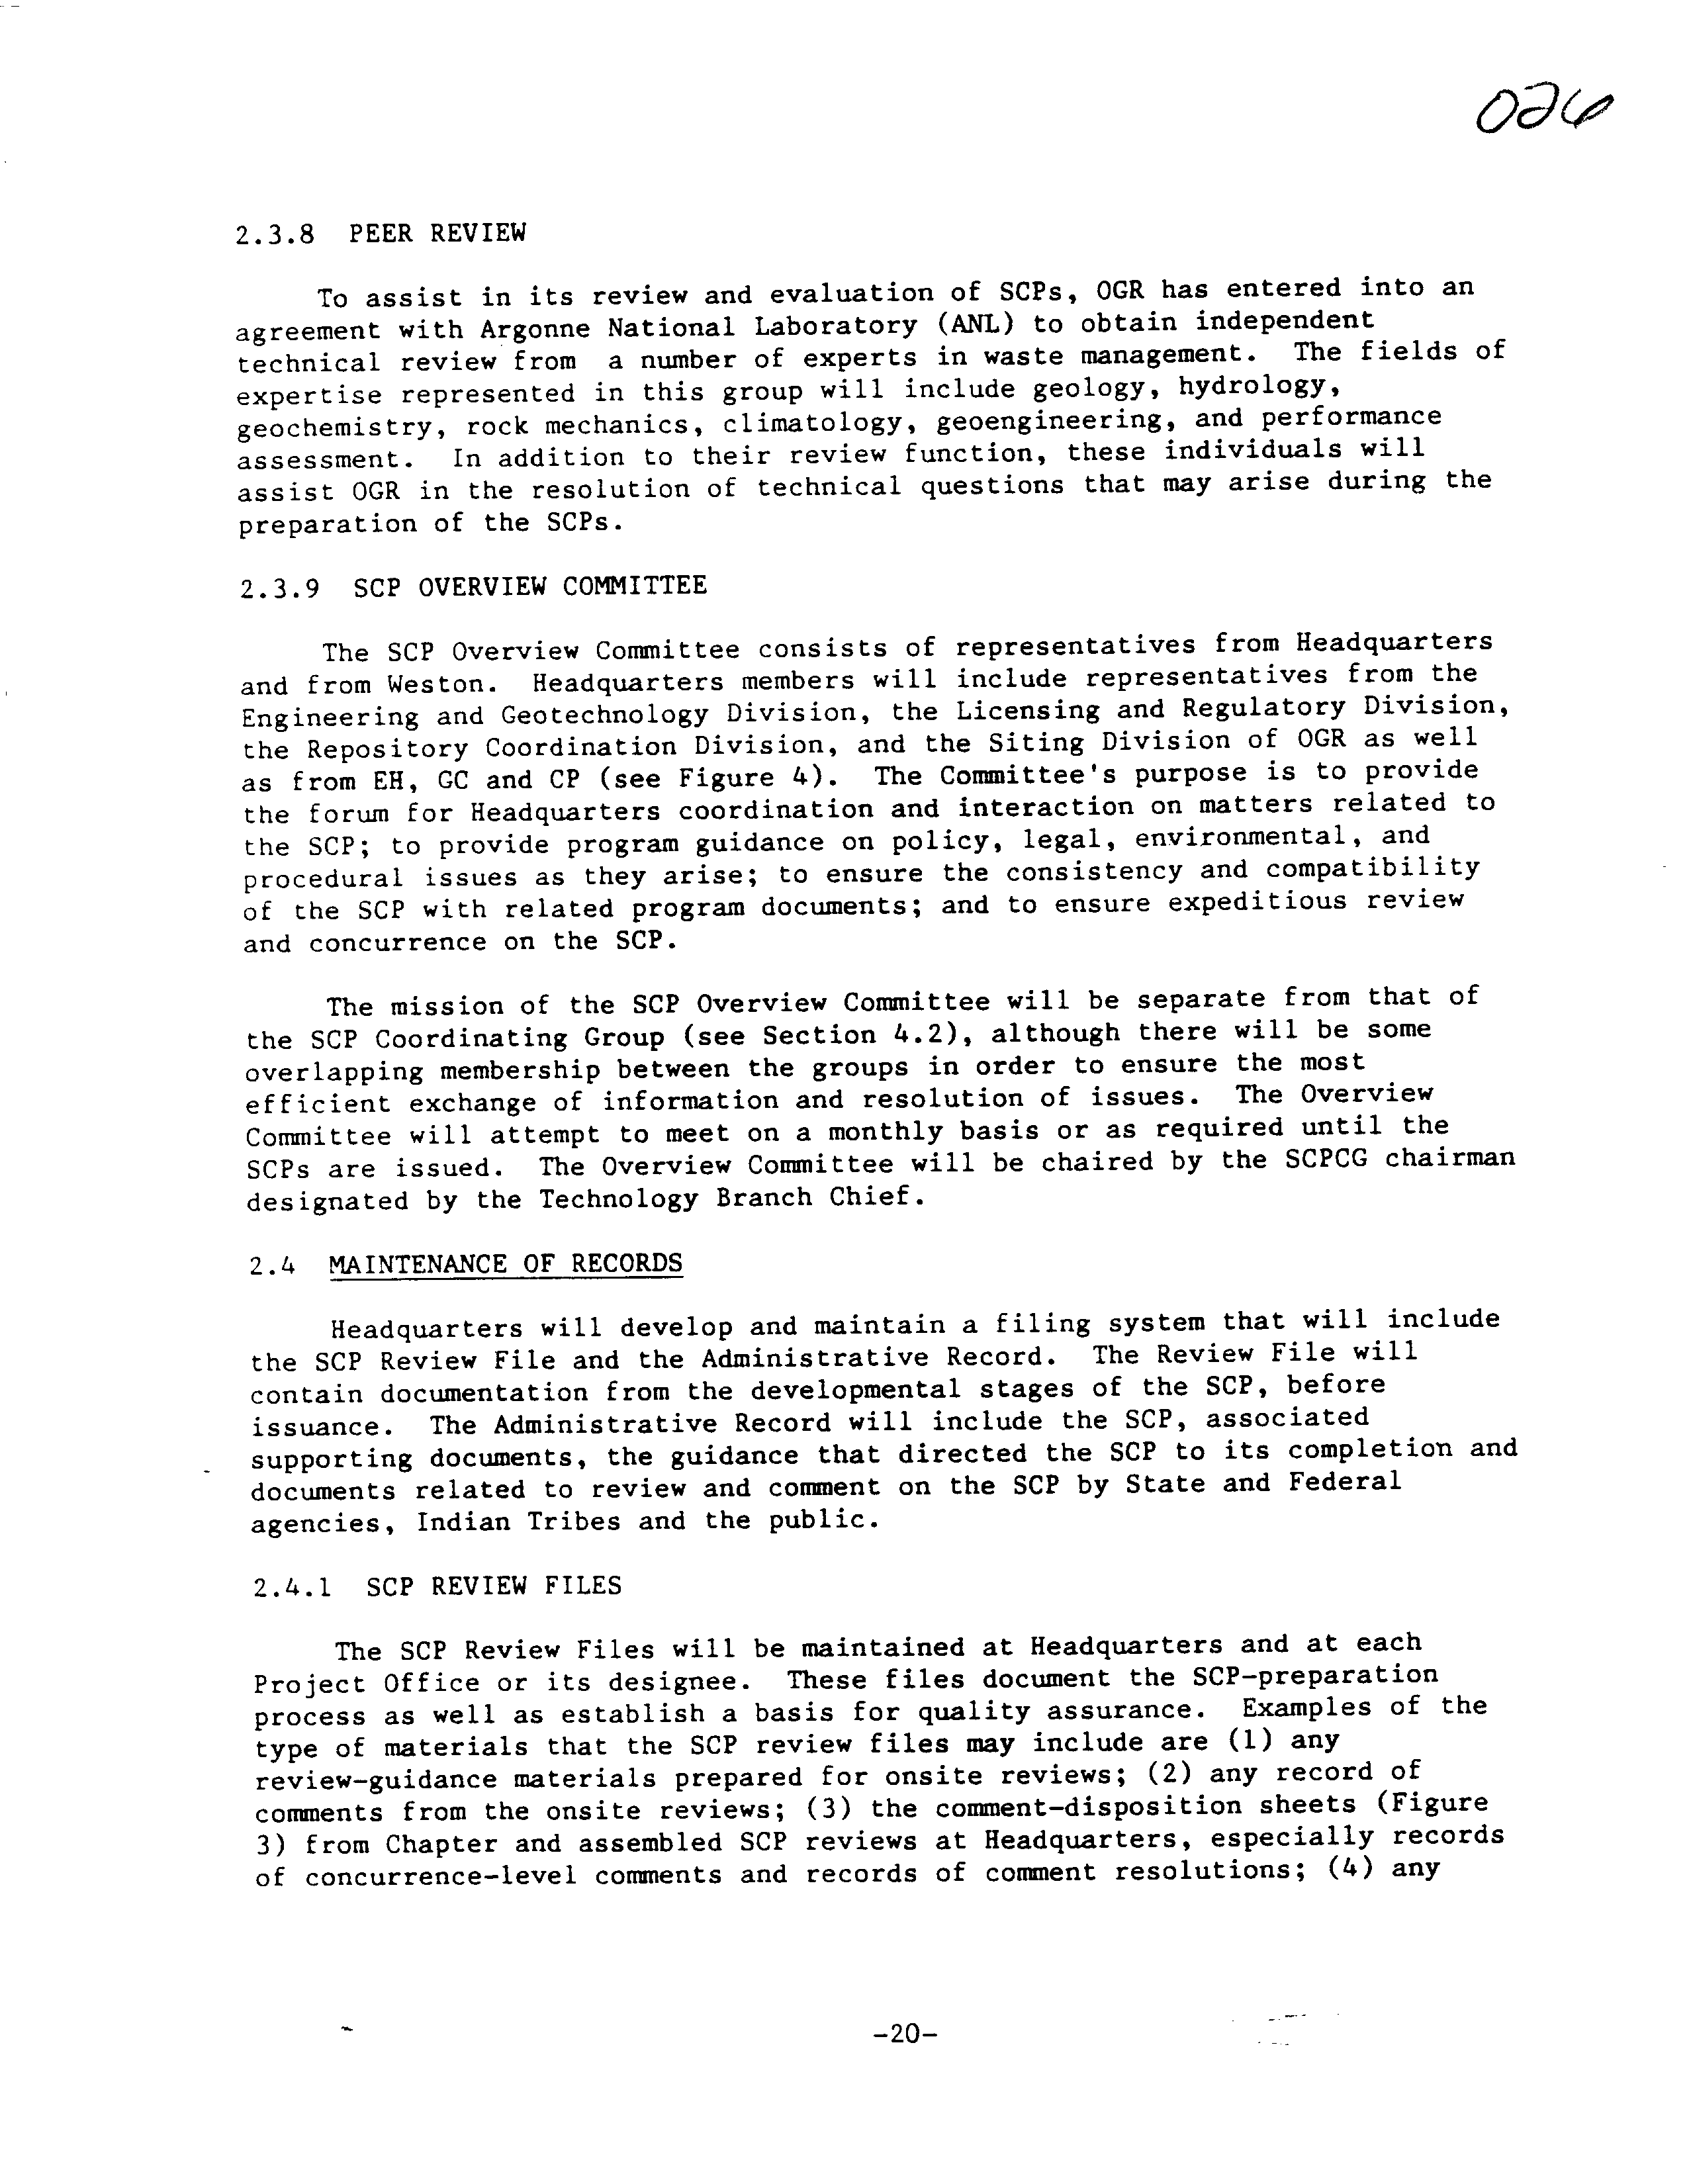 026
2.3.8 PEER REVIEW
To assist in its review and evaluation of SCPs, OGR has entered into an
agreement with Argonne National Laboratory (ANL) to obtain independent
technical review from a number of experts in waste management. The fields of
expertise represented in this group will include geology, hydrology,
geochemistry, rock mechanics, climatology, geoengineering, and performance
assessment. In addition to their review function, these individuals will
assist OGR in the resolution of technical questions that may arise during the
preparation of the SCPs.
2.3.9 SCP OVERVIEW COMMITTEE
The SCP Overview Committee consists of representatives from Headquarters
and from Weston. Headquarters members will include representatives from the
Engineering and Geotechnology Division, the Licensing and Regulatory Division,
the Repository Coordination Division, and the Siting Division of OGR as well
as from EH, GC and CP (see Figure 4). The Committee's purpose is to provide
the forum for Headquarters coordination and interaction on matters related to
the SCP; to provide program guidance on policy, legal, environmental, and
procedural issues as they arise; to ensure the consistency and compatibility
of the SCP with related program documents; and to ensure expeditious review
and concurrence on the SCP.
The mission of the SCP Overview Committee will be separate from that of
the SCP Coordinating Group (see Section 4.2), although there will be some
overlapping membership between the groups in order to ensure the most
efficient exchange of information and resolution of issues. The Overview
Committee will attempt to meet on a monthly basis or as required until the
SCPs are issued. The Overview Committee will be chaired by the SCPCG chairman
designated by the Technology Branch Chief.
2.4 MAINTENANCE OF RECORDS
Headquarters will develop and maintain a filing system that will include
the SCP Review File and the Administrative Record. The Review File will
contain documentation from the developmental stages of the SCP, before
issuance. The Administrative Record will include the SCP, associated
supporting documents, the guidance that directed the SCP to its completion and
documents related to review and comment on the SCP by State and Federal
agencies, Indian Tribes and the public.
2.4.1 SCP REVIEW FILES
The SCP Review Files will be maintained at Headquarters and at each
Project Office or its designee. These files document the SCP-preparation
process as well as establish a basis for quality assurance. Examples of the
type of materials that the SCP review files may include are (1) any
review-guidance materials prepared for onsite reviews; (2) any record of
comments from the onsite reviews; (3) the comment-disposition sheets (Figure
3) from Chapter and assembled SCP reviews at Headquarters, especially records
of concurrence-level comments and records of comment resolutions; (4) any
-20-